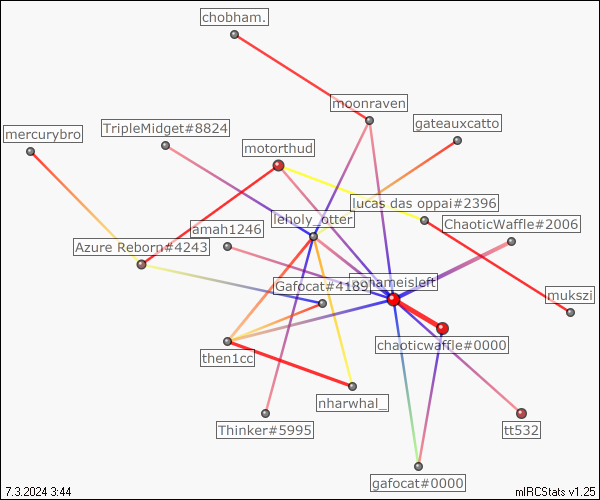 chobham.
moonraven
gateauxcatto
TripleMidget#8824
mercurybro
motorthud
lucas das oppai#2396
leholy_otter
ChaoticWaffle#2006
amah1246
Azure Reborn#4243
Gafocat#4189
nameisleft
mukszi
chaoticwaffle#0000
then1cc
nharwhal_
Thinker#5995
tt532
gafocat#0000
7.3.2024 3:44
mIRCStats v1.25